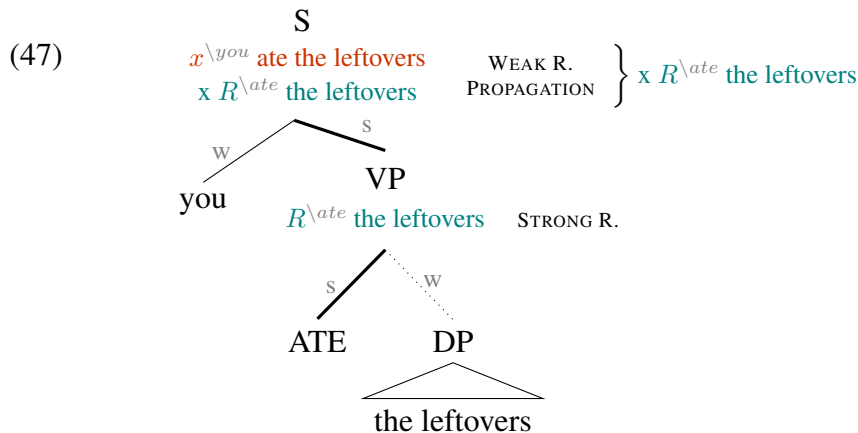 S
(47)
x\you ate the leftovers
x R\ate the leftovers
WEAK R.
PROPAGATION
} x R\ate the leftovers
w
s
you
VP
R\ate the leftovers
STRONG R.
s
w
ATE
DP
the leftovers